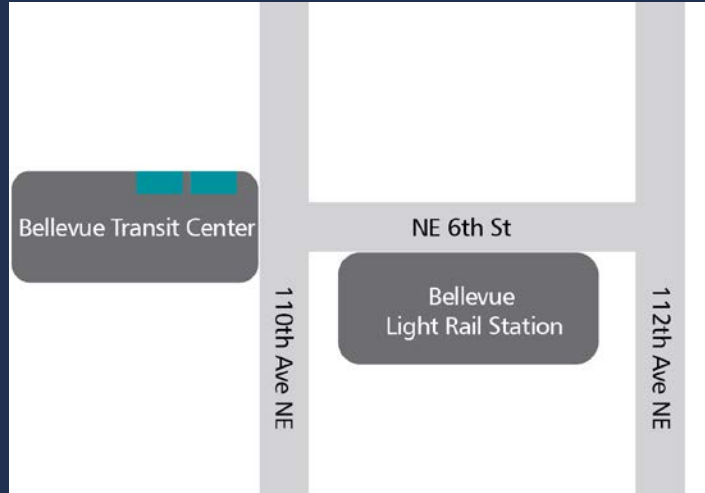 Bellevue Transit Center
NE 6th St
Bellevue
Light Rail Station
110th Ave NE
112th Ave NE